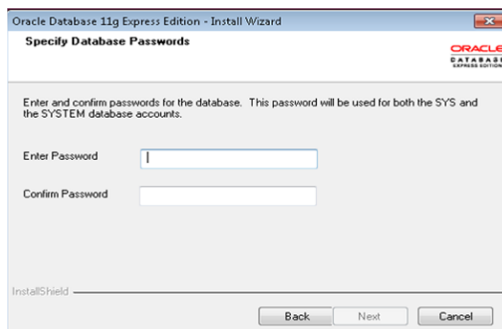 Oracle Database 11g Express Edition - Install Wizard
Specify Database Passwords
ORACLE
DATABASE
EXPRESS EDITION
Enter and confirm passwords for the database. This password will be used for both the SYS and
the SYSTEM database accounts.
Enter Password
Confirm Password
InstallShield
Back Next Cancel